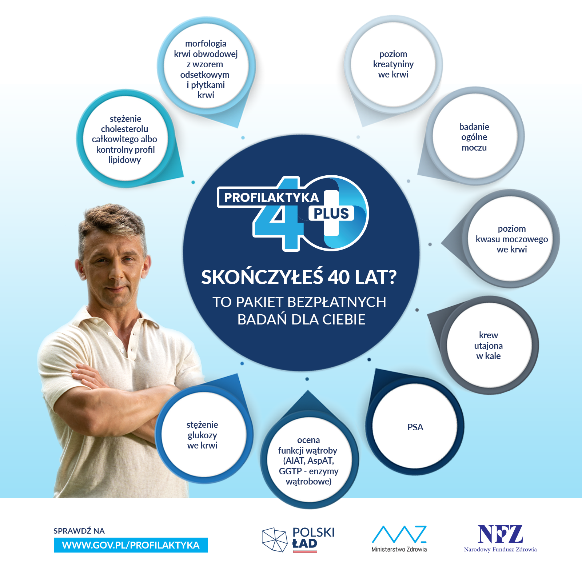 morfologia
krwi obwodowej
z wzorem
odsetkowym
i płytkami
krwi
poziom
kreatyniny
we krwi
stężenie
cholesterolu
całkowitego albo
kontrolny profil
lipidowy
badanie
ogólne
moczu
PROFILAKTYKA
40
PLUS
SKOŃCZYŁEŚ 40 LAT?
TO PAKIET BEZPŁATNYCH
BADAŃ DLA CIEBIE
poziom
kwasu moczowego
we krwi
krew
utajona
w kale
stężenie
glukozy
we krwi
ocena
funkcji wątroby
(AlAT, AspAT,
GGTP - enzymy
wątrobowe)
PSA
SPRAWDŹ NA
WWW.GOV.PL/PROFILAKTYKA
POLSKI
ŁAD
Ministerstwo Zdrowia
NFZ
Narodowy Fundusz Zdrowia